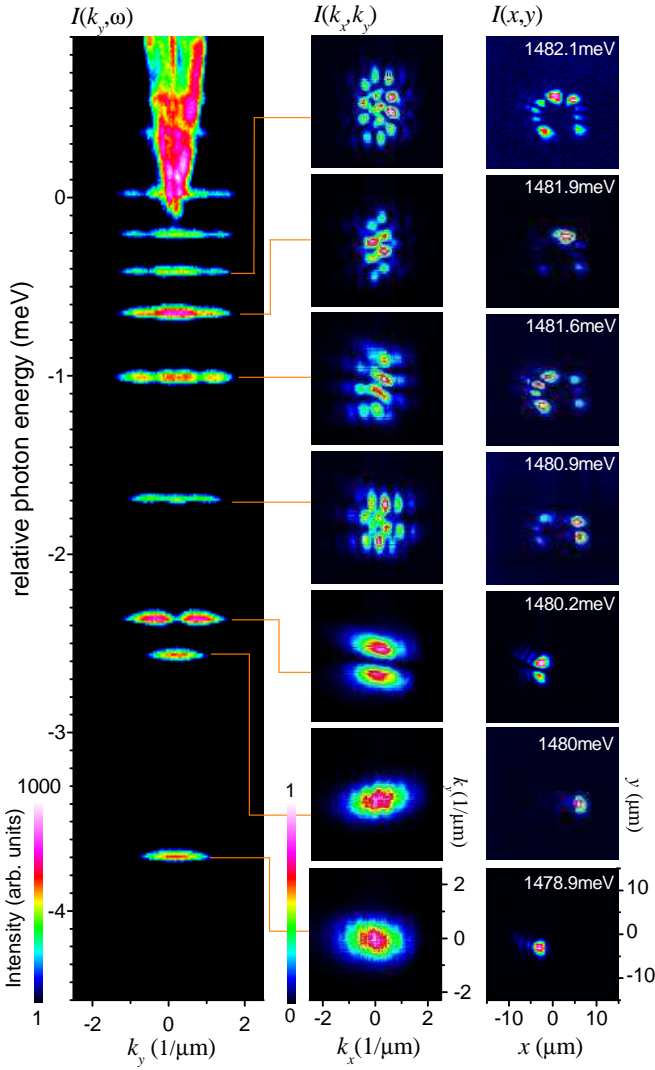 I(ky,ω)
I(kx,ky)
I(x,y)
relative photon energy (meV)
0
-1
-2
-3
-4
Intensity (arb. units)
1000
1
-2
0
2
ky (1/μm)
1
0
1482.1meV
1481.9meV
1481.6meV
1480.9meV
1480.2meV
1480meV
1478.9meV
ky (1/μm)
y (μm)
2
0
-2
15
10
0
-10
-2
0
2
kx (1/μm)
-10
0
10
x (μm)